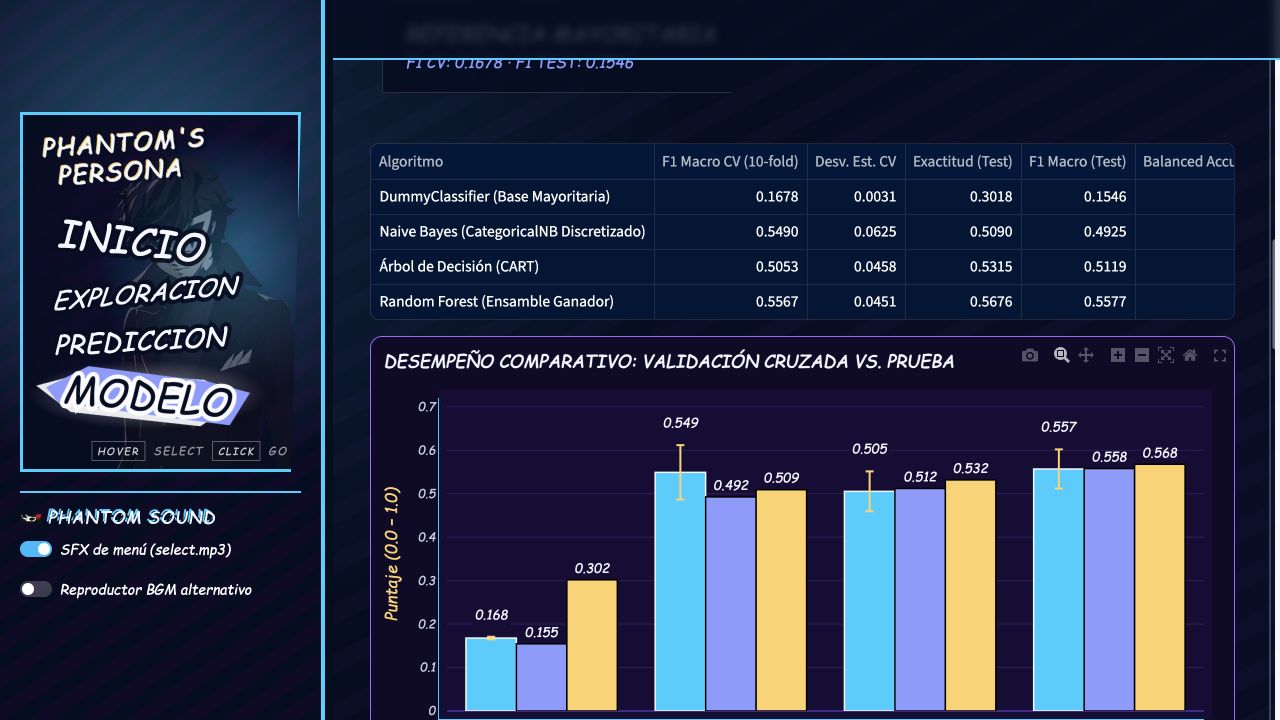 PHANTOM'S
PERSONA
INICIO
EXPLORACION
PREDICCION
MODELO
HOVER SELECT CLICK GO
PHANTOM SOUND
SFX de menú (select.mp3)
Reproductor BGM alternativo
REFERENCIA MAYORITARIA
F1 CV: 0.1678 · F1 TEST: 0.1546
Algoritmo F1 Macro CV (10-fold) Desv. Est. CV Exactitud (Test) F1 Macro (Test) Balanced Accu
DummyClassifier (Base Mayoritaria) 0.1678 0.0031 0.3018 0.1546
Naive Bayes (CategoricalNB Discretizado) 0.5490 0.0625 0.5090 0.4925
Árbol de Decisión (CART) 0.5053 0.0458 0.5315 0.5119
Random Forest (Ensamble Ganador) 0.5567 0.0451 0.5676 0.5577
DESEMPEÑO COMPARATIVO: VALIDACIÓN CRUZADA VS. PRUEBA
Puntaje (0.0 – 1.0)
0.7
0.6
0.5
0.4
0.3
0.2
0.1
0
0.168 0.155 0.302
0.549 0.492 0.509
0.505 0.512 0.532
0.557 0.558 0.568